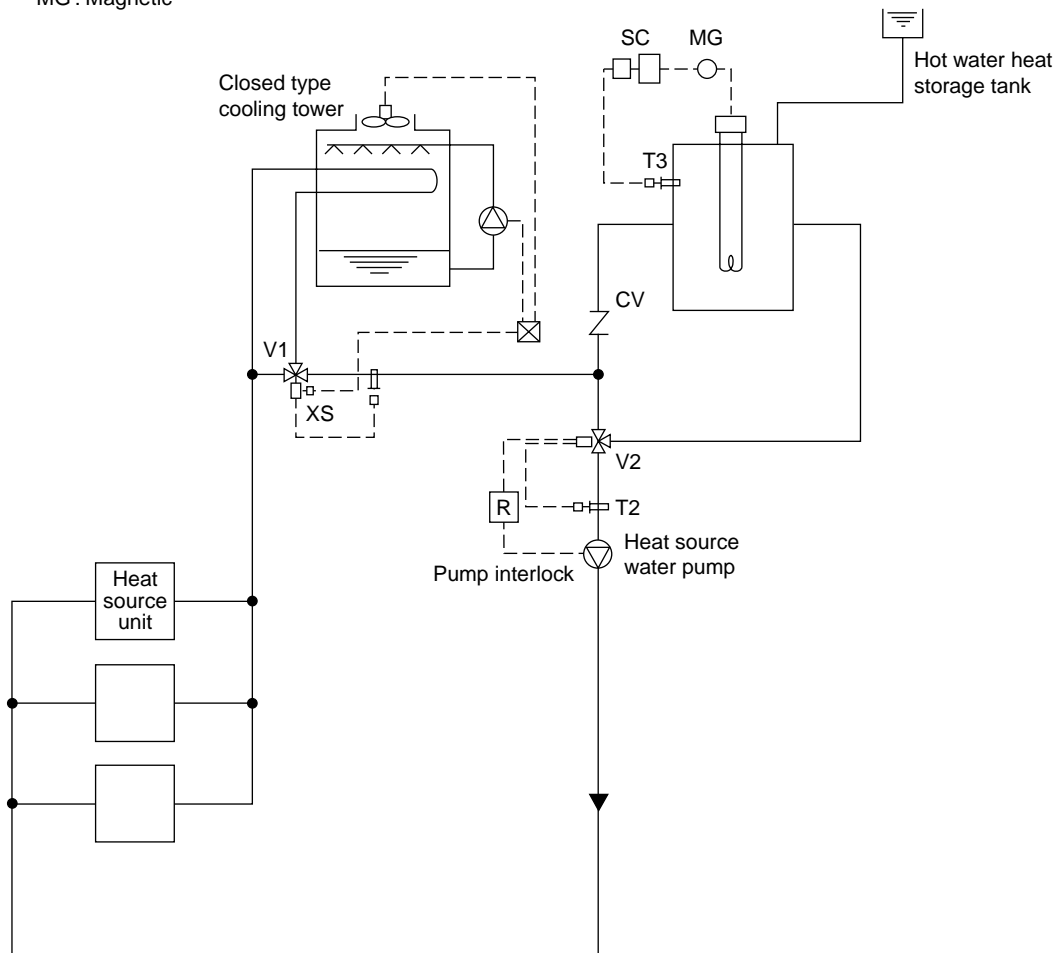 MG : Magnetic
SC
MG
Hot water heat
storage tank
Closed type
cooling tower
T3
CV
V1
XS
V2
R
T2
Heat source
water pump
Pump interlock
Heat
source
unit